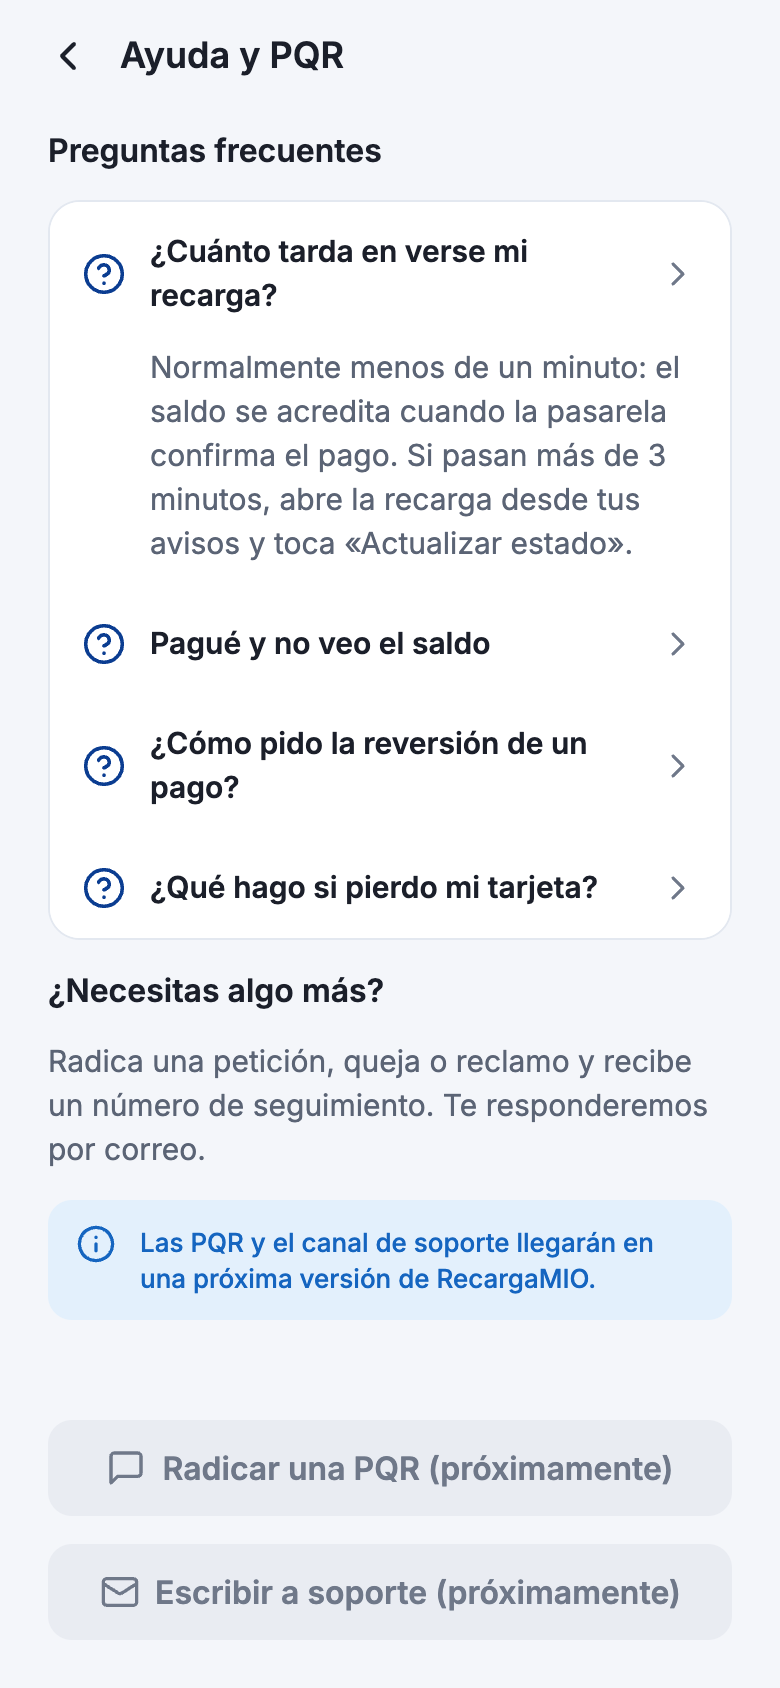 Ayuda y PQR
Preguntas frecuentes
¿Cuánto tarda en verse mi
recarga?
Normalmente menos de un minuto: el
saldo se acredita cuando la pasarela
confirma el pago. Si pasan más de 3
minutos, abre la recarga desde tus
avisos y toca «Actualizar estado».
Pagué y no veo el saldo
¿Cómo pido la reversión de un
pago?
¿Qué hago si pierdo mi tarjeta?
¿Necesitas algo más?
Radica una petición, queja o reclamo y recibe
un número de seguimiento. Te responderemos
por correo.
Las PQR y el canal de soporte llegarán en
una próxima versión de RecargaMIO.
Radicar una PQR (próximamente)
Escribir a soporte (próximamente)